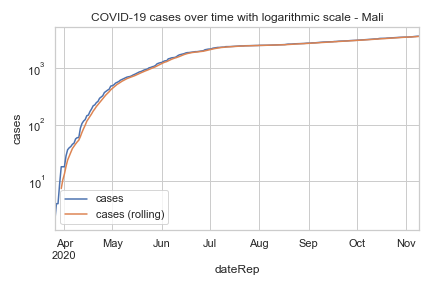 COVID-19 cases over time with logarithmic scale - Mali
cases
10³
10²
10¹
cases
cases (rolling)
Apr May Jun Jul Aug Sep Oct Nov
2020
dateRep